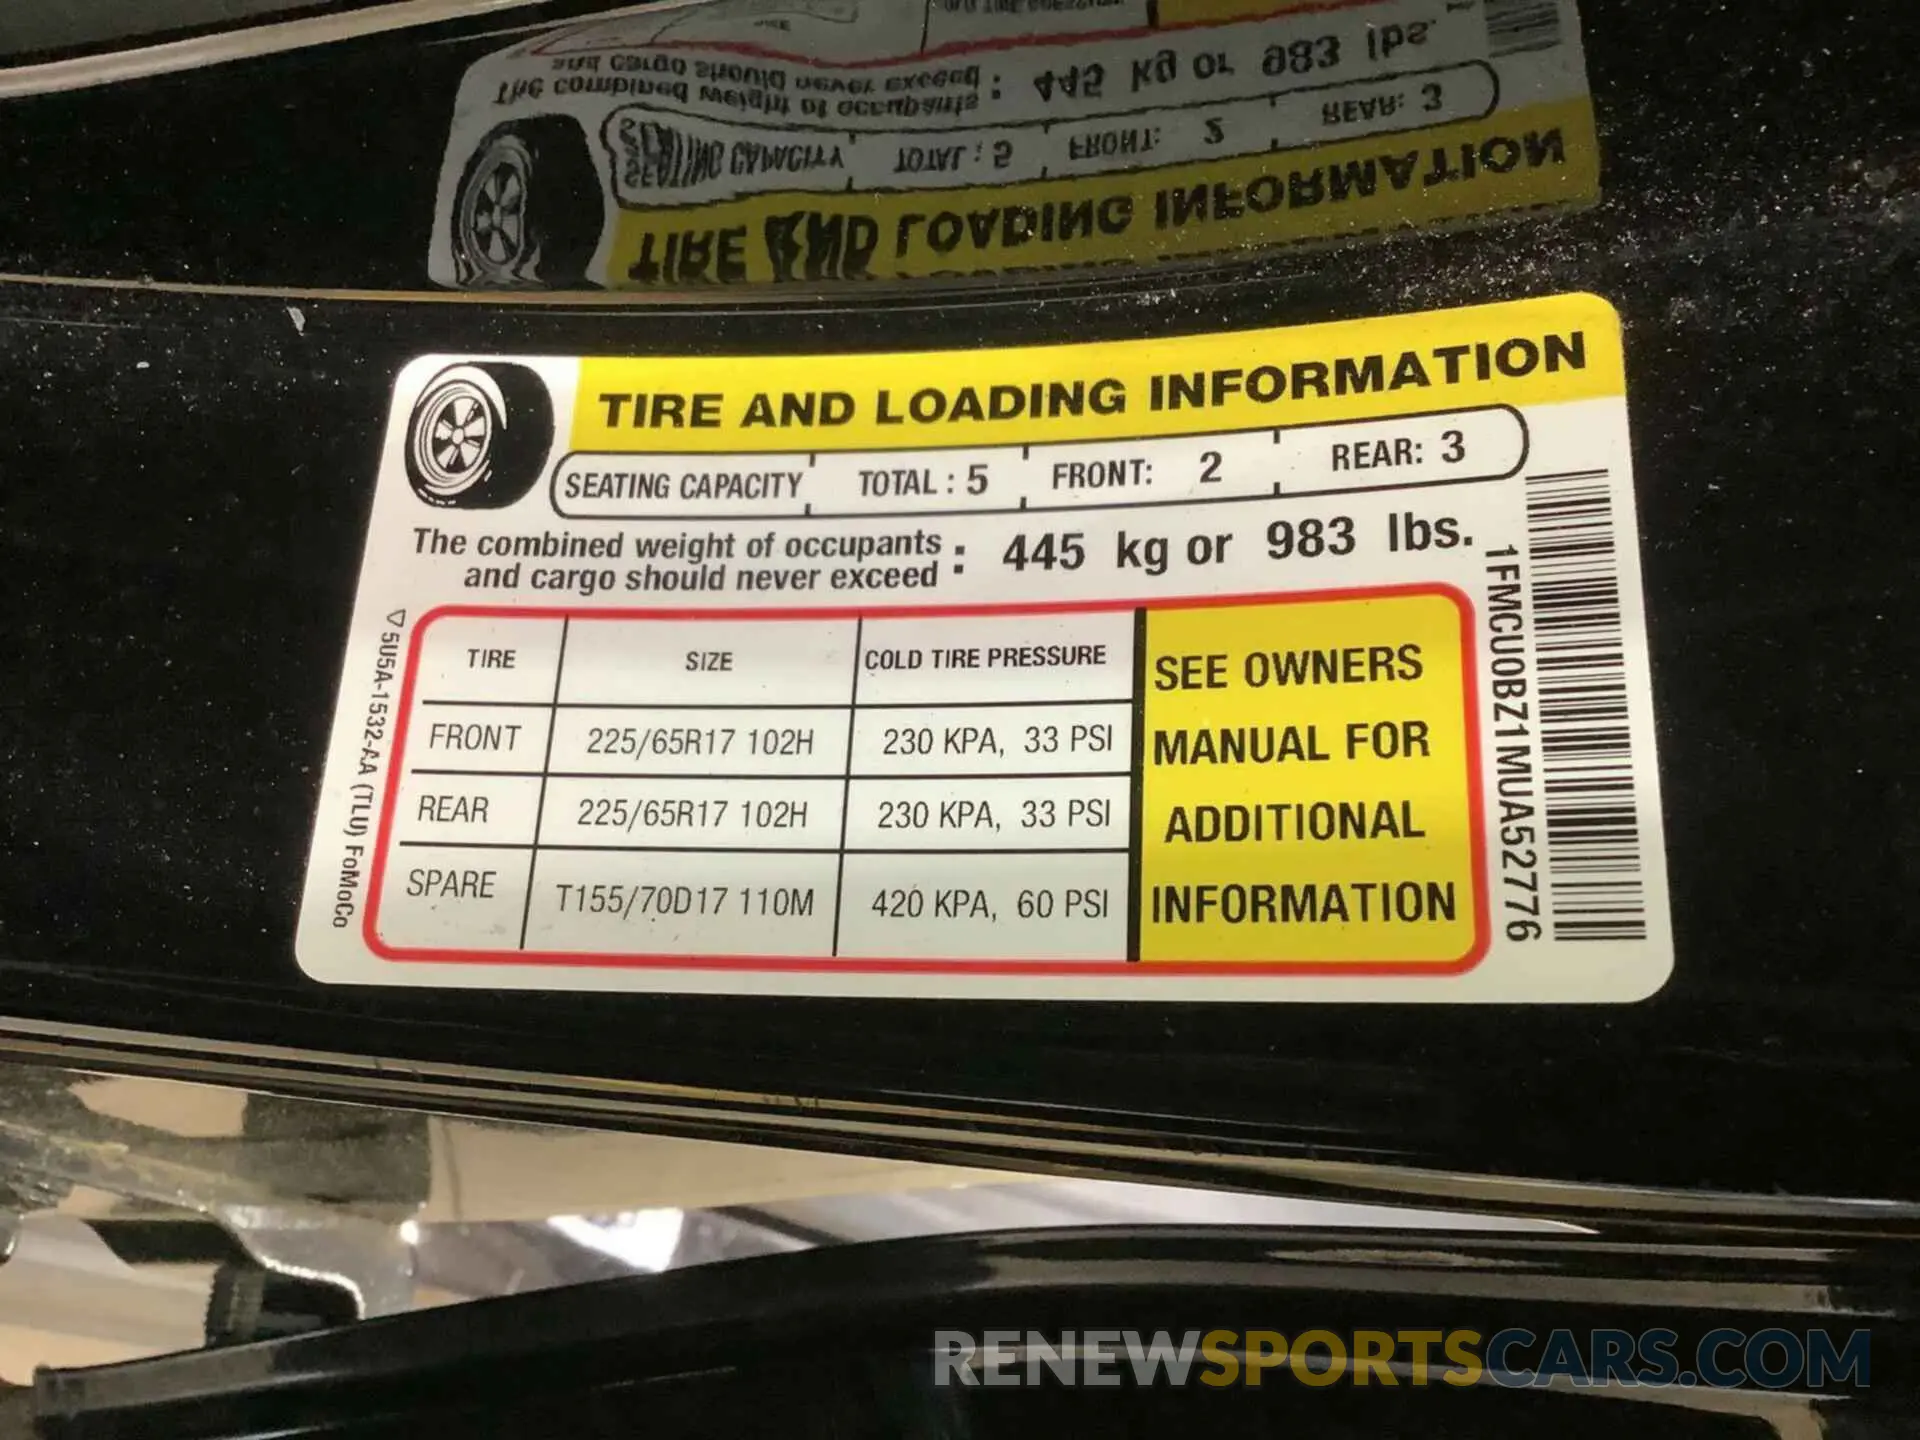 TIRE AND LOADING INFORMATION
SEATING CAPACITY TOTAL : 5 FRONT: 2 REAR: 3
The combined weight of occupants
and cargo should never exceed : 445 kg or 983 lbs.
TIRE SIZE COLD TIRE PRESSURE
FRONT 225/65R17 102H 230 KPA, 33 PSI
REAR 225/65R17 102H 230 KPA, 33 PSI
SPARE T155/70D17 110M 420 KPA, 60 PSI
SEE OWNERS
MANUAL FOR
ADDITIONAL
INFORMATION
1FMCU0BZ1MUA52776
5U5A-1532-AA (TLU) FoMoCo
RENEWSPORTSCARS.COM